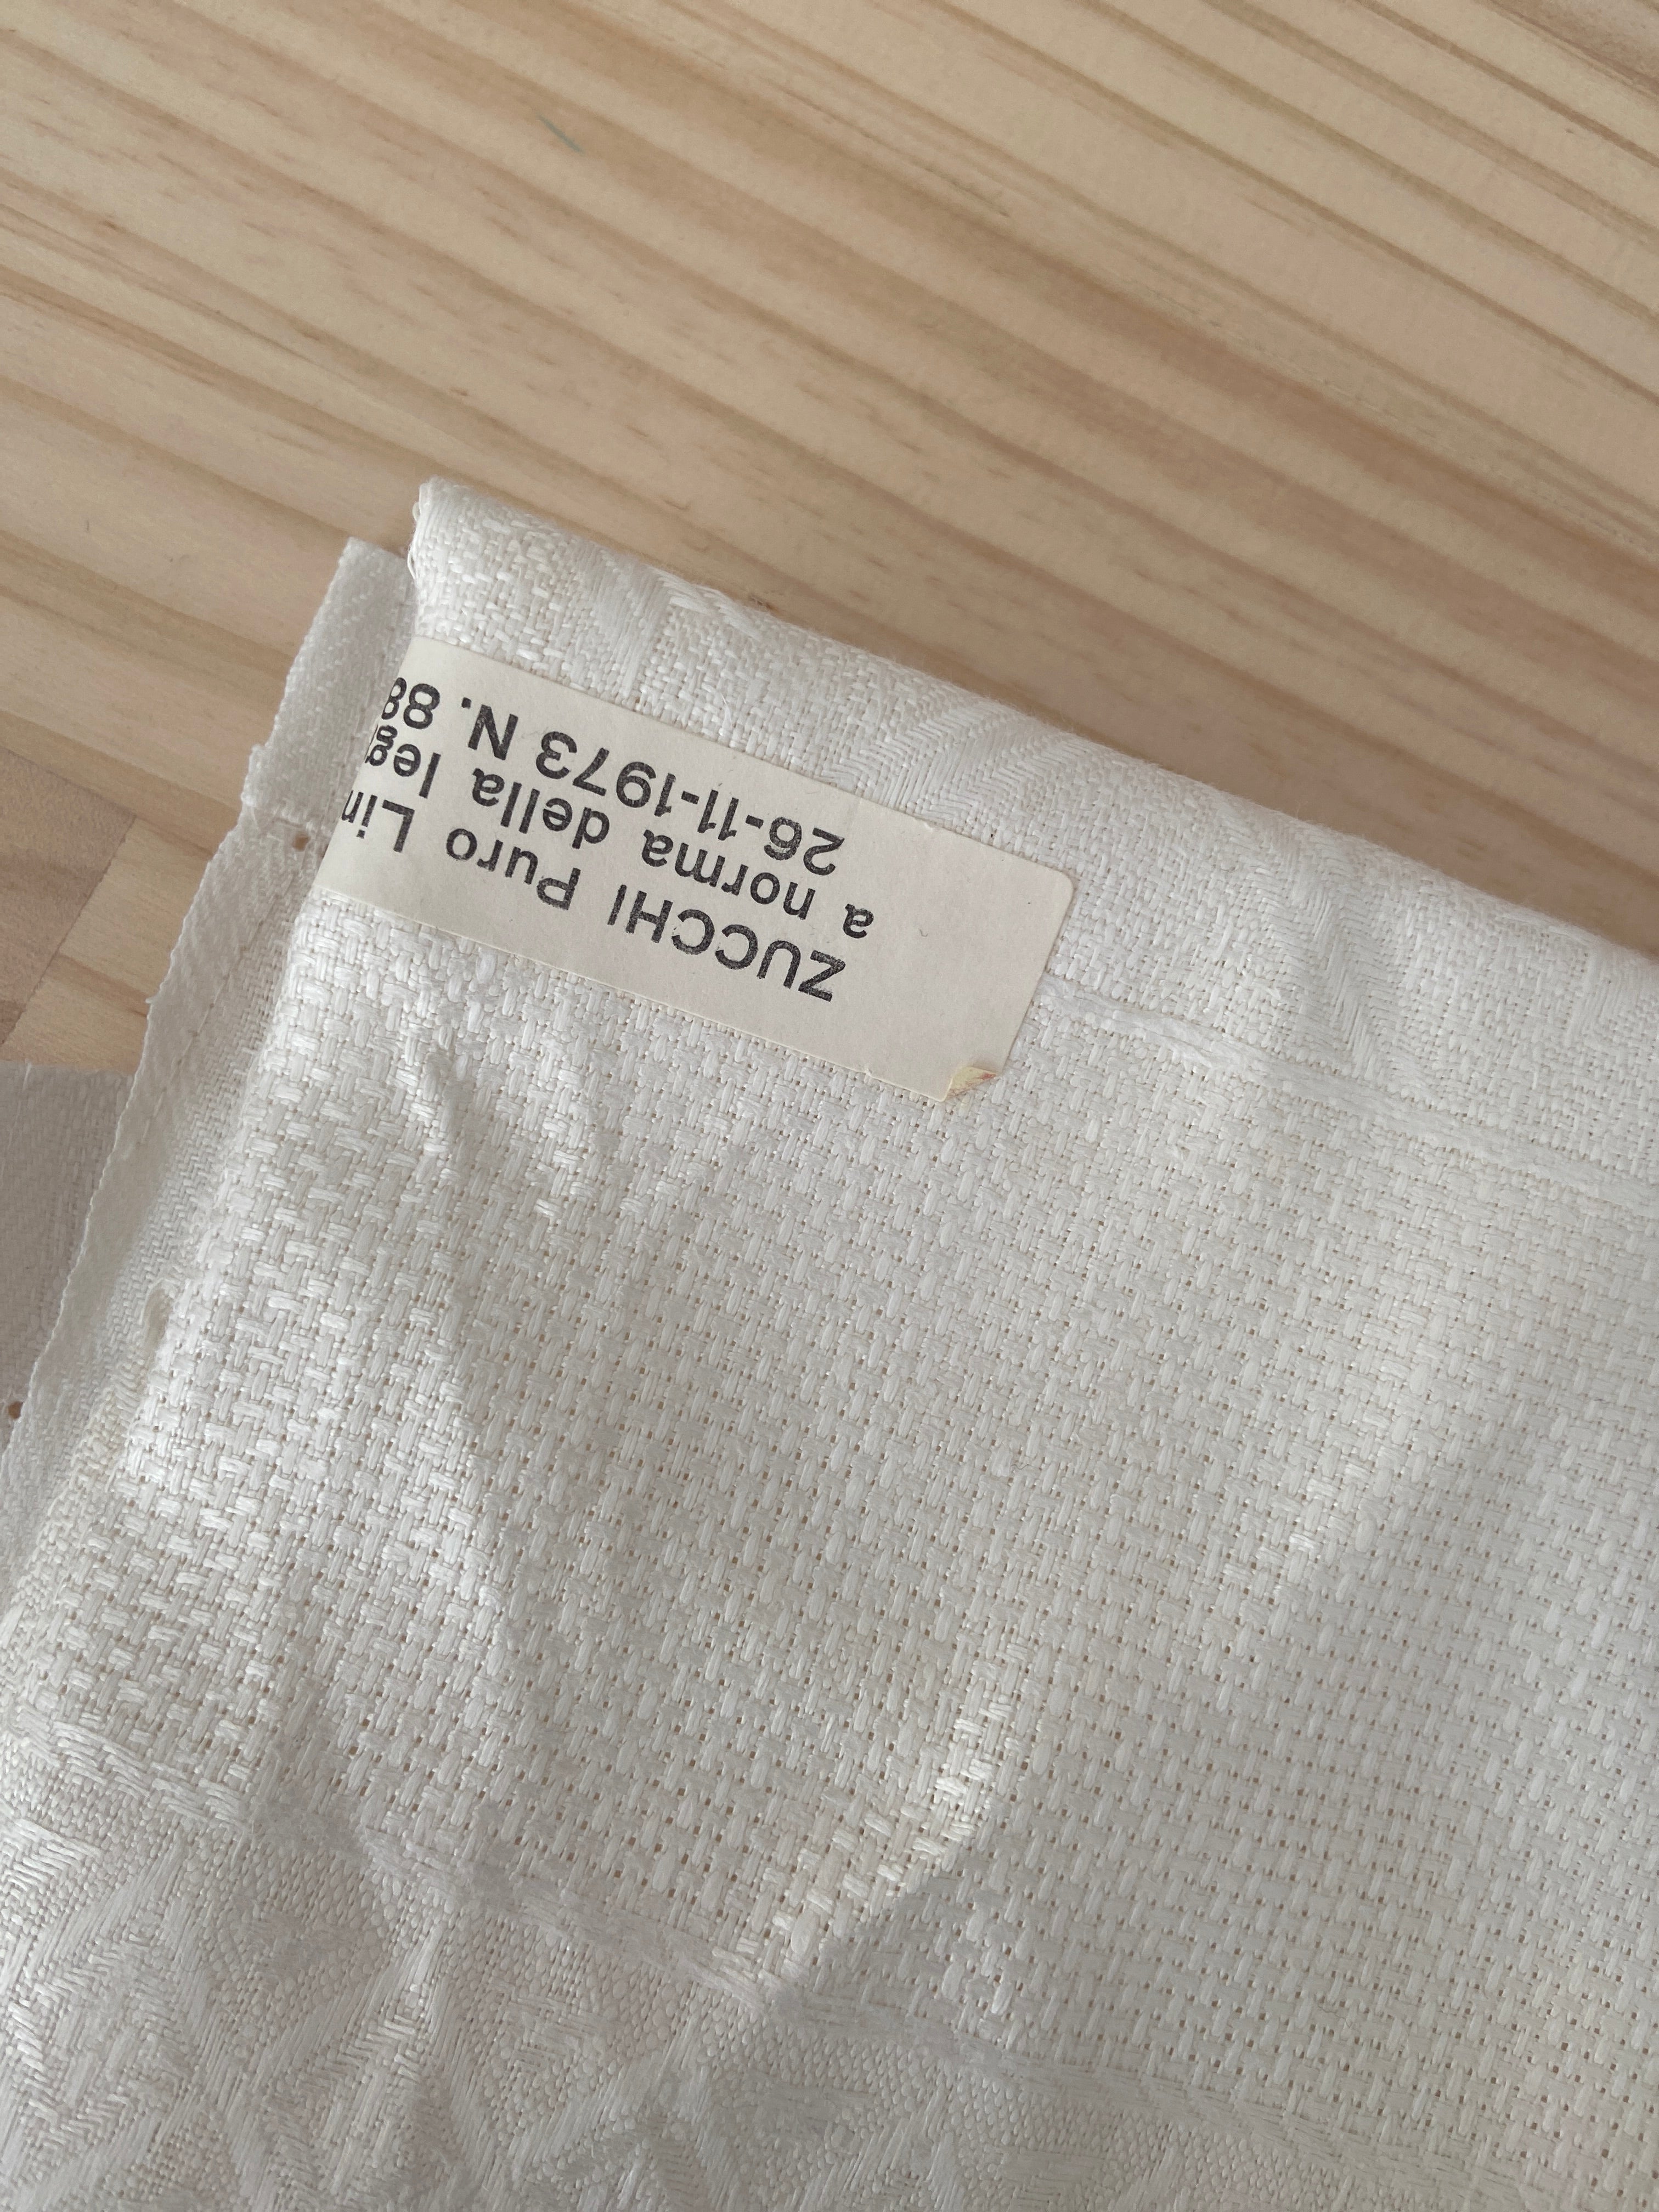 ZUCCHI Puro Lin
a norma della leg
26-11-1973 N. 88